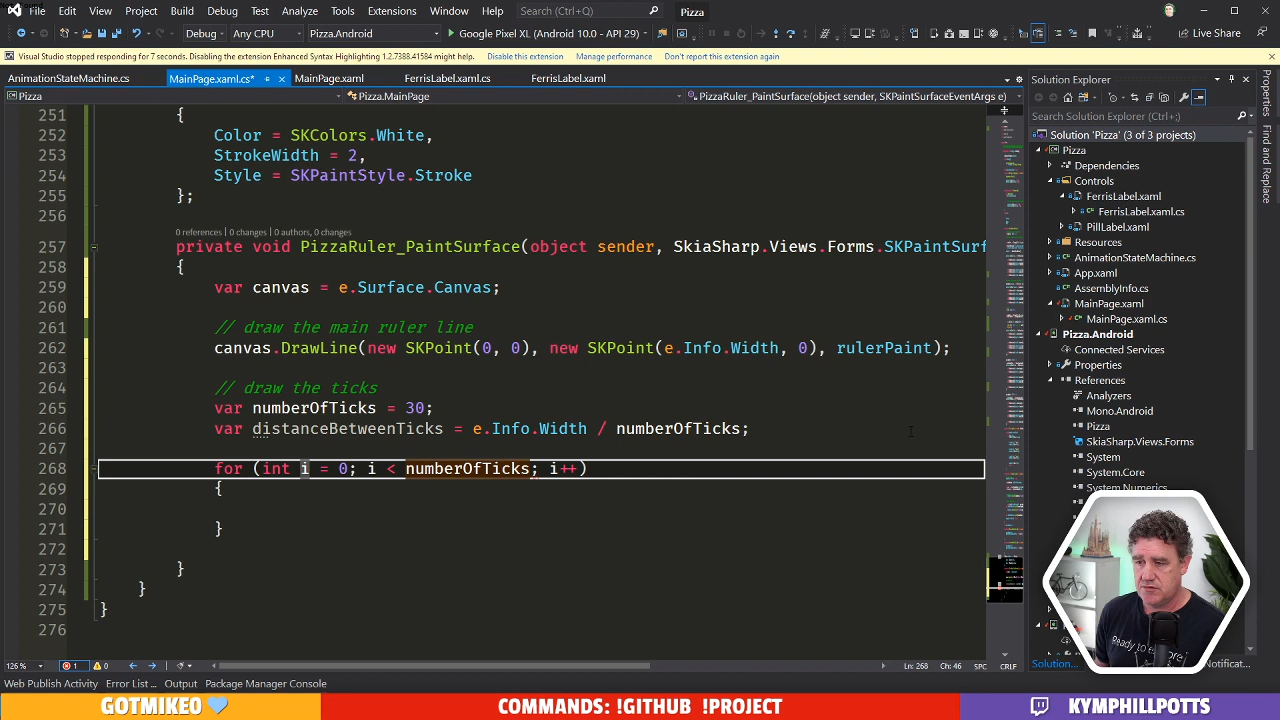 File Edit View Project Build Debug Test Analyze Tools Extensions Window Help Search (Ctrl+Q) Pizza
Debug Any CPU Pizza.Android Google Pixel XL (Android 10.0 - API 29) Live Share
Visual Studio stopped responding for 7 seconds. Disabling the extension Enhanced Syntax Highlighting 1.2.7388.41584 might help. Disable this extension Manage performance Don't report this extension again
AnimationStateMachine.cs MainPage.xaml.cs* MainPage.xaml FerrisLabel.xaml.cs FerrisLabel.xaml
Pizza Pizza.MainPage PizzaRuler_PaintSurface(object sender, SKPaintSurfaceEventArgs e)
251 {
252 Color = SKColors.White,
253 StrokeWidth = 2,
254 Style = SKPaintStyle.Stroke
255 };
256
0 references | 0 changes | 0 authors, 0 changes
257 private void PizzaRuler_PaintSurface(object sender, SkiaSharp.Views.Forms.SKPaintSurf
258 {
259 var canvas = e.Surface.Canvas;
260
261 // draw the main ruler line
262 canvas.DrawLine(new SKPoint(0, 0), new SKPoint(e.Info.Width, 0), rulerPaint);
263
264 // draw the ticks
265 var numberOfTicks = 30;
266 var distanceBetweenTicks = e.Info.Width / numberOfTicks;
267
268 for (int i = 0; i < numberOfTicks; i++)
269 {
270
271 }
272
273 }
274 }
275 }
276
126 % 1 0 Ln: 268 Ch: 46 SPC CRLF
Web Publish Activity Error List ... Output Package Manager Console
Solution Explorer
Search Solution Explorer (Ctrl+;)
Solution 'Pizza' (3 of 3 projects)
Pizza
Dependencies
Controls
FerrisLabel.xaml
FerrisLabel.xaml.cs
PillLabel.xaml
Resources
AnimationStateMachine.cs
App.xaml
AssemblyInfo.cs
MainPage.xaml
MainPage.xaml.cs
Pizza.Android
Connected Services
Properties
References
Analyzers
Mono.Android
Pizza
SkiaSharp.Views.Forms
System
System.Core
System.Numerics
Solution... Notificat...
Properties
Find and Replace
Ready to
GOTMIKEO
COMMANDS: !GITHUB !PROJECT
KYMPHILLPOTTS